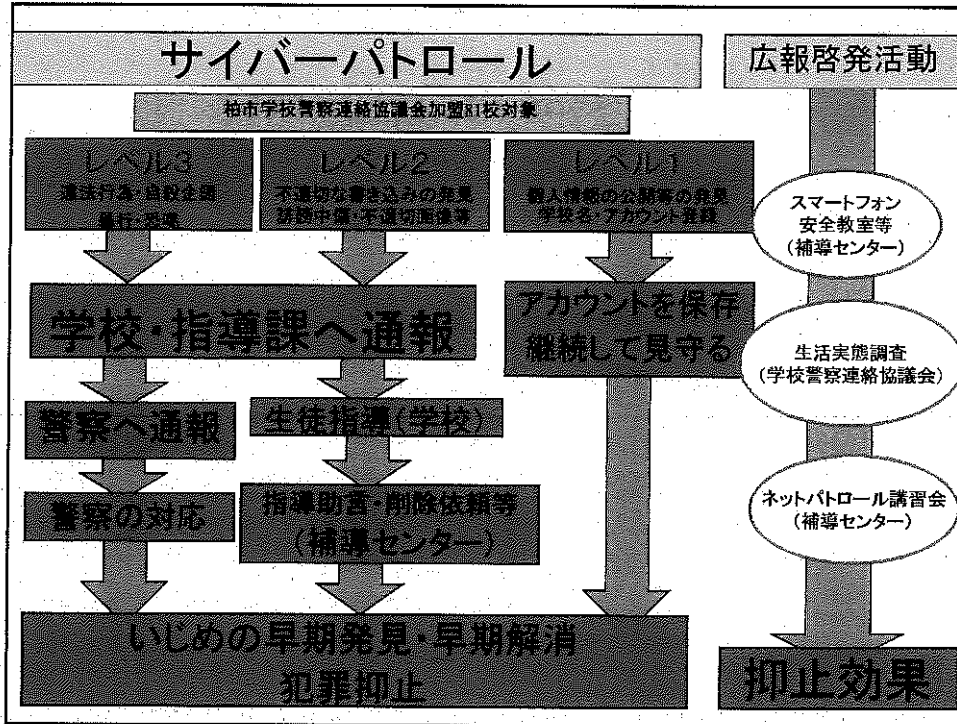 サイバーパトロール
広報啓発活動
柏市学校警察連絡協議会加盟81校対象
レベル3
違法行為・自殺企図
暴行・恐喝
レベル2
不適切な書き込みの発見
誹謗中傷・不適切画像等
レベル1
個人情報の公開等の発見
学校名・アカウント登録
学校・指導課へ通報
アカウントを保存
継続して見守る
警察へ通報
生徒指導(学校)
警察の対応
指導助言・削除依頼等
(補導センター)
いじめの早期発見・早期解消
犯罪抑止
スマートフォン
安全教室等
(補導センター)
生活実態調査
(学校警察連絡協議会)
ネットパトロール講習会
(補導センター)
抑止効果